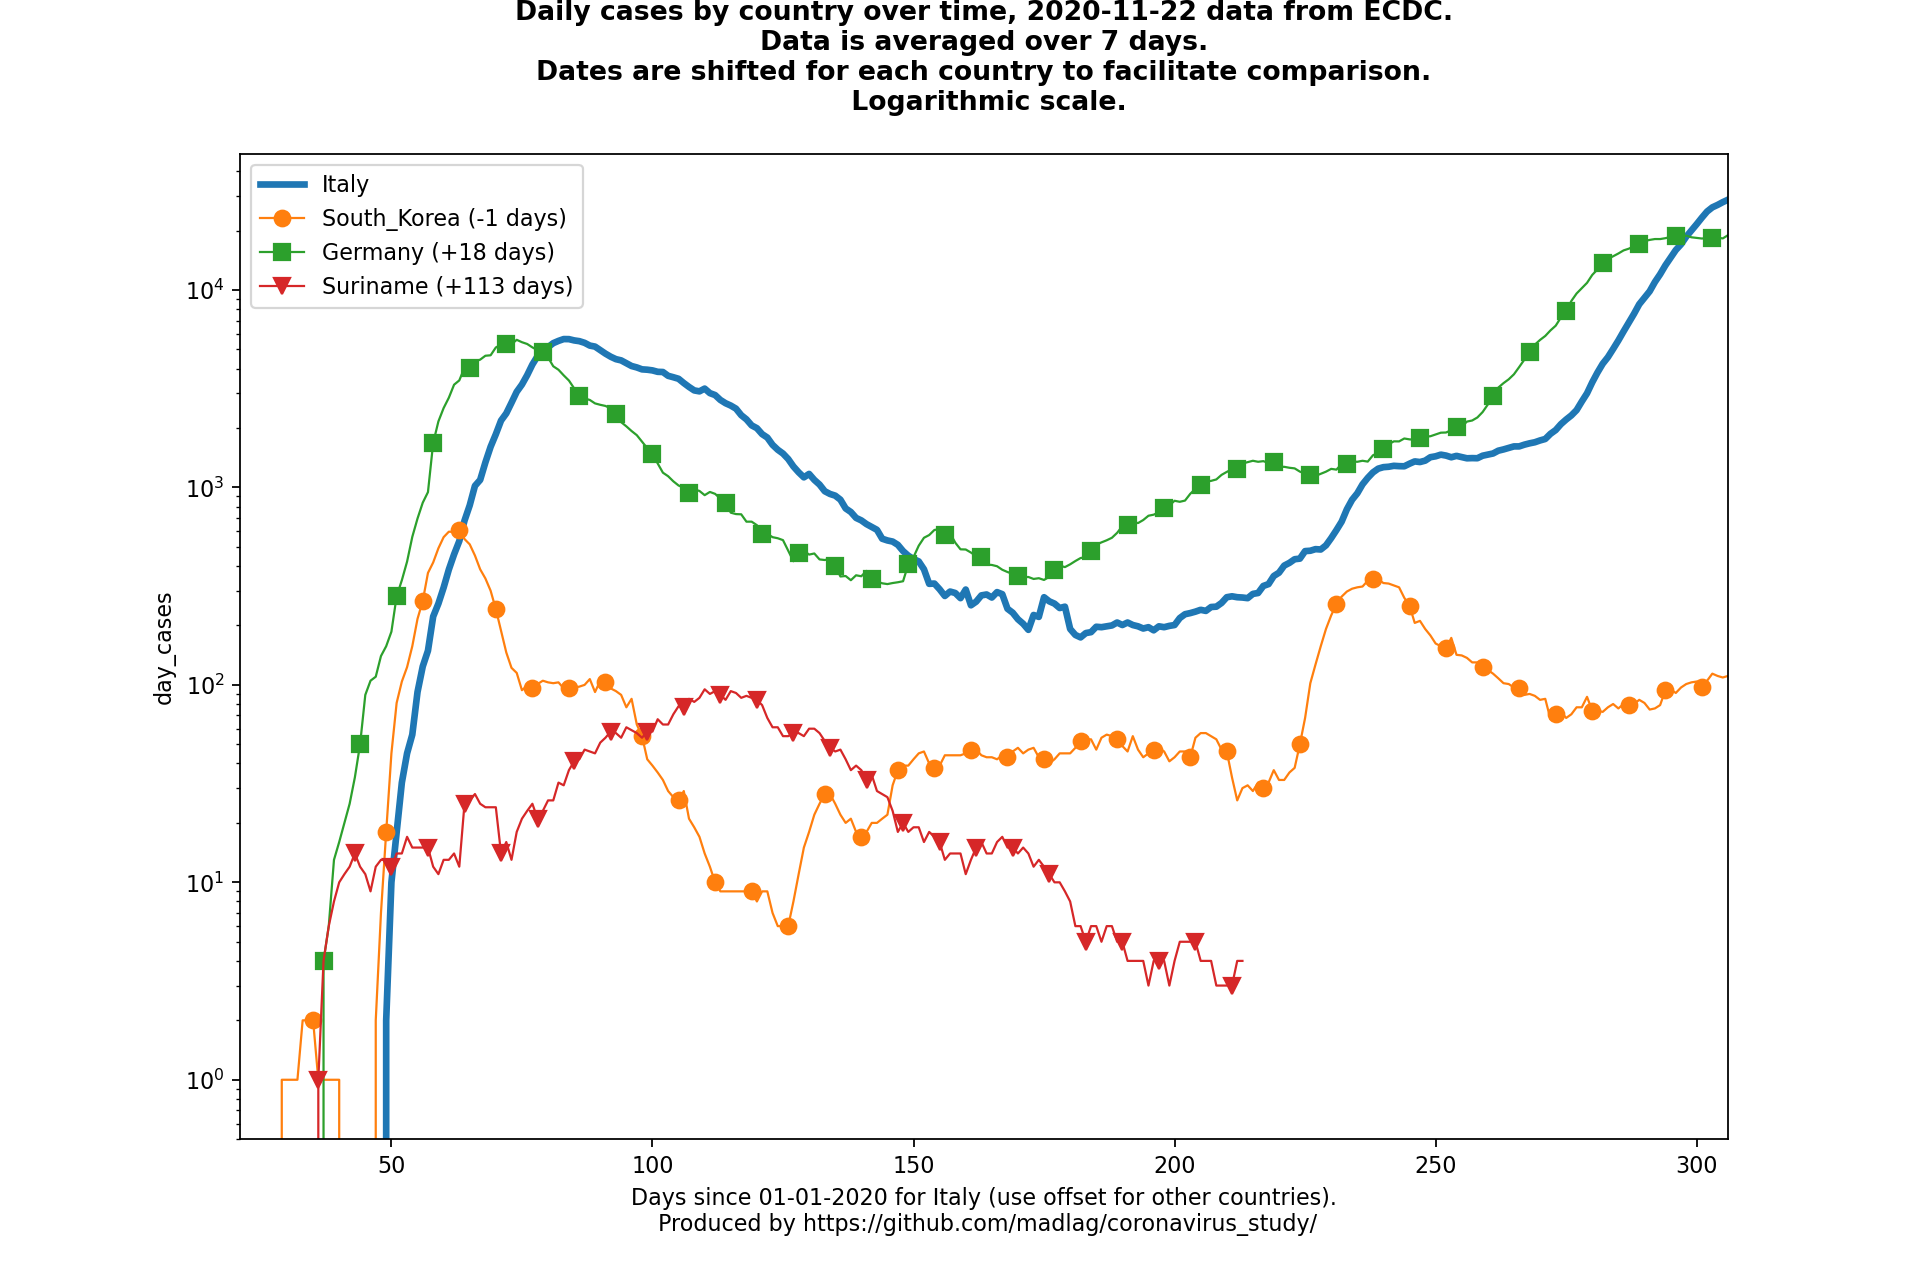 Daily cases by country over time, 2020-11-22 data from ECDC.
Data is averaged over 7 days.
Dates are shifted for each country to facilitate comparison.
Logarithmic scale.
Italy
South_Korea (-1 days)
Germany (+18 days)
Suriname (+113 days)
day_cases
10⁴
10³
10²
10¹
10⁰
50 100 150 200 250 300
Days since 01-01-2020 for Italy (use offset for other countries).
Produced by https://github.com/madlag/coronavirus_study/